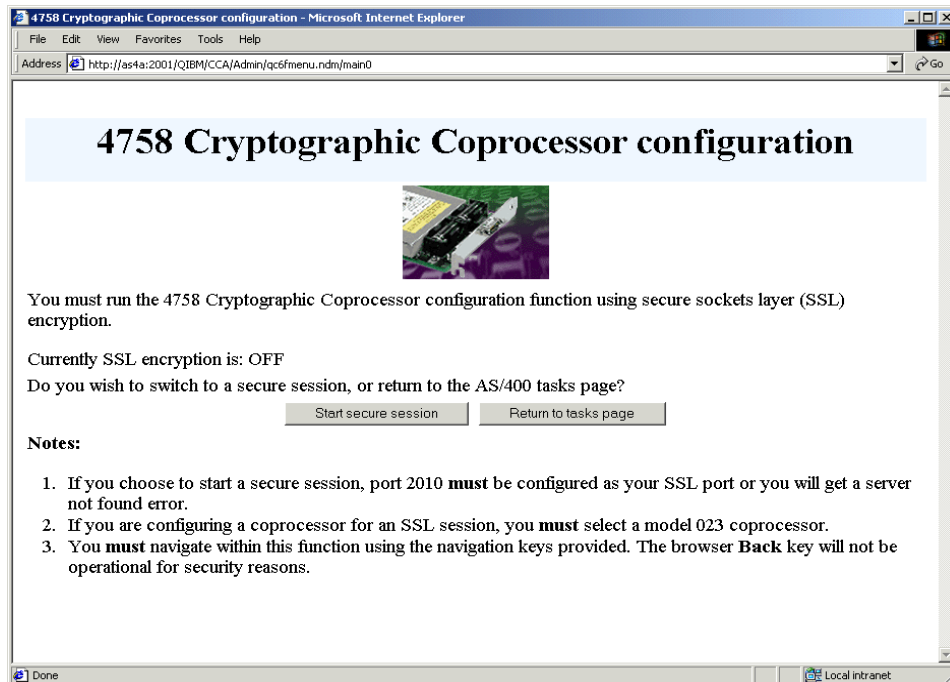 4758 Cryptographic Coprocessor configuration - Microsoft Internet Explorer
File Edit View Favorites Tools Help
Address http://as4a:2001/QIBM/CCA/Admin/qc6fmenu.ndm/main0 Go
4758 Cryptographic Coprocessor configuration
You must run the 4758 Cryptographic Coprocessor configuration function using secure sockets layer (SSL)
encryption.
Currently SSL encryption is: OFF
Do you wish to switch to a secure session, or return to the AS/400 tasks page?
Start secure session Return to tasks page
Notes:
1. If you choose to start a secure session, port 2010 must be configured as your SSL port or you will get a server
not found error.
2. If you are configuring a coprocessor for an SSL session, you must select a model 023 coprocessor.
3. You must navigate within this function using the navigation keys provided. The browser Back key will not be
operational for security reasons.
Done Local intranet